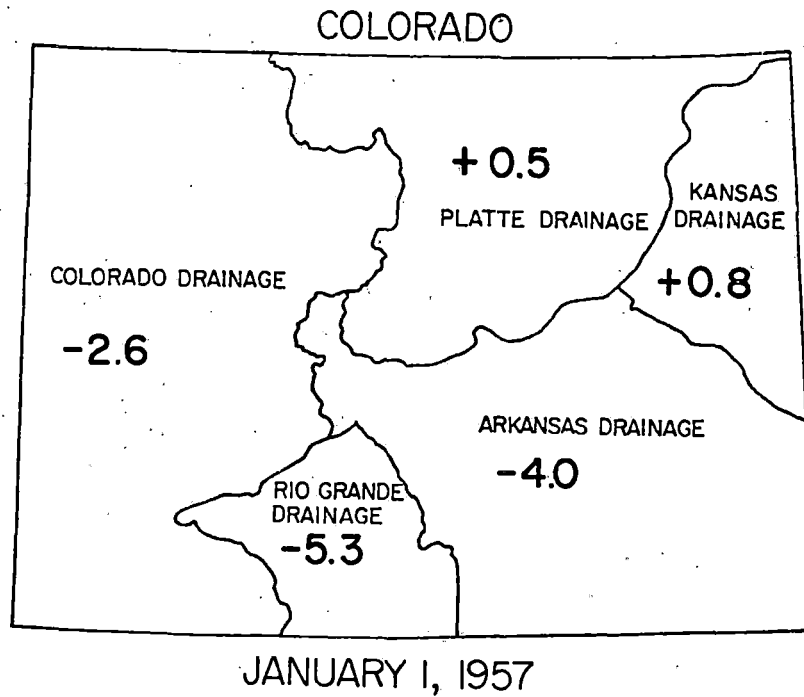 COLORADO
+0.5
PLATTE DRAINAGE
KANSAS
DRAINAGE
+0.8
COLORADO DRAINAGE
-2.6
ARKANSAS DRAINAGE
-4.0
RIO GRANDE
DRAINAGE
-5.3
JANUARY 1, 1957